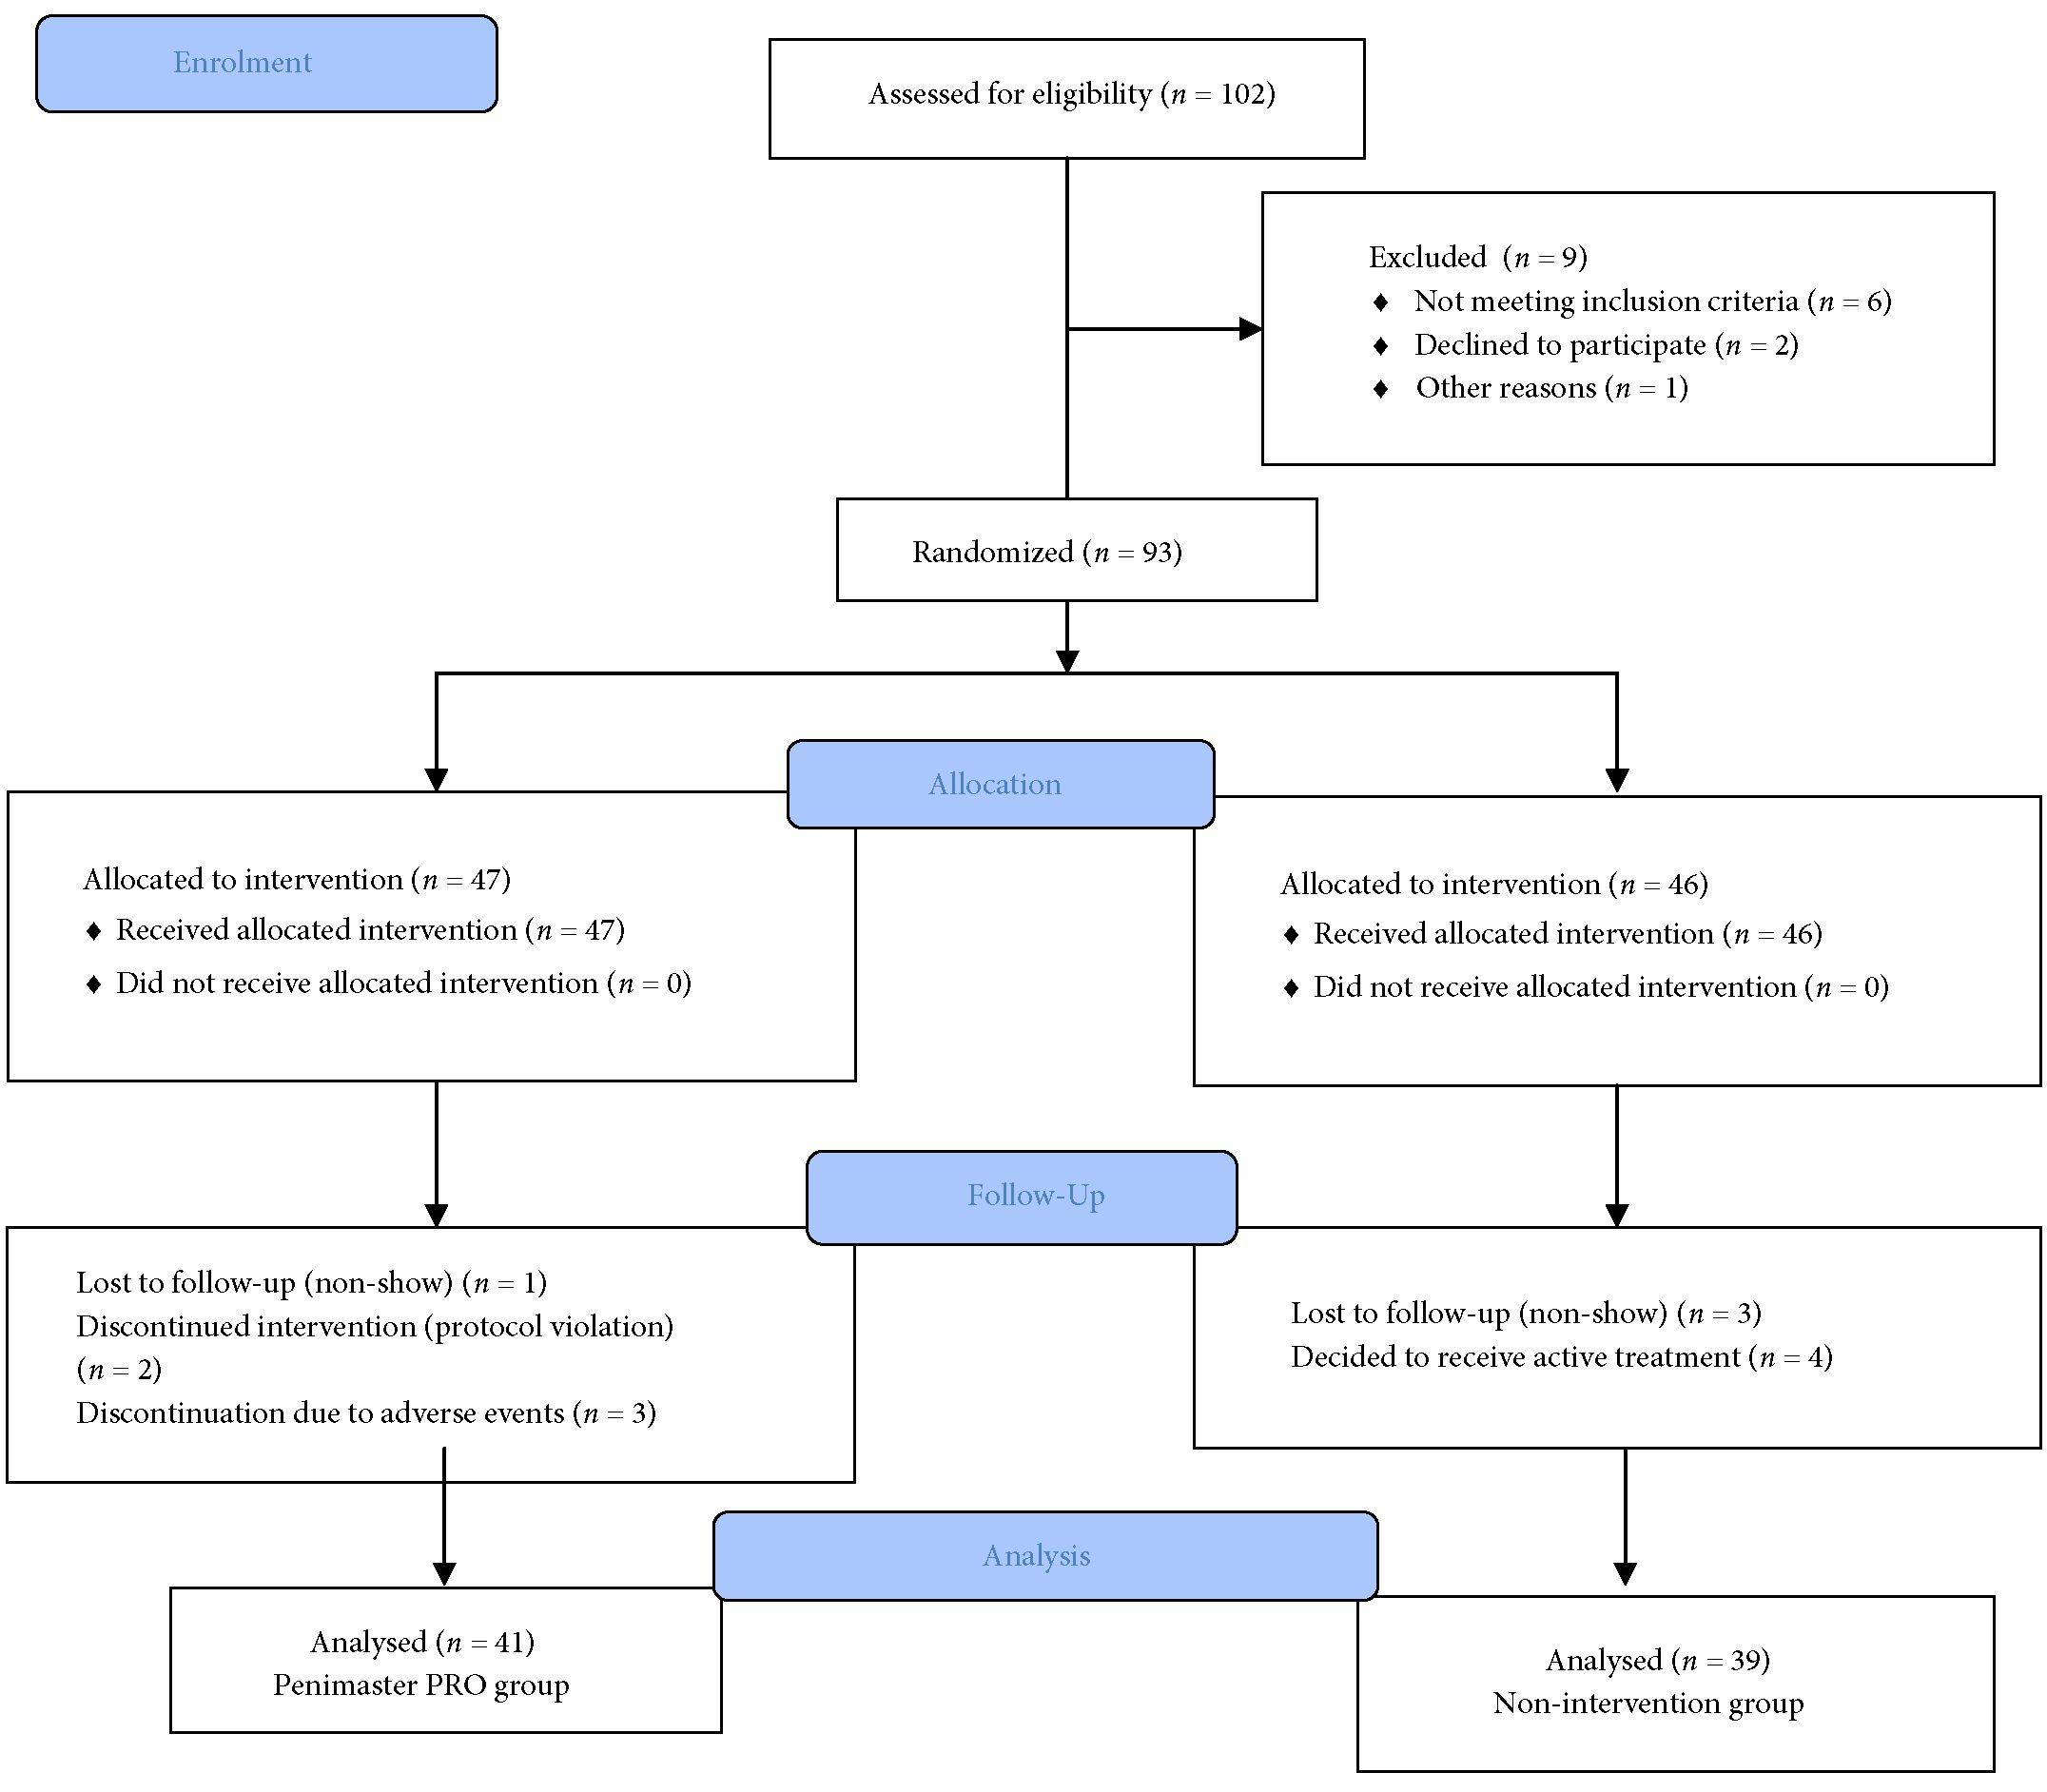 Enrolment
Assessed for eligibility (n = 102)
Excluded (n = 9)
♦ Not meeting inclusion criteria (n = 6)
♦ Declined to participate (n = 2)
♦ Other reasons (n = 1)
Randomized (n = 93)
Allocation
Allocated to intervention (n = 47)
♦ Received allocated intervention (n = 47)
♦ Did not receive allocated intervention (n = 0)
Allocated to intervention (n = 46)
♦ Received allocated intervention (n = 46)
♦ Did not receive allocated intervention (n = 0)
Follow-Up
Lost to follow-up (non-show) (n = 1)
Discontinued intervention (protocol violation)
(n = 2)
Discontinuation due to adverse events (n = 3)
Lost to follow-up (non-show) (n = 3)
Decided to receive active treatment (n = 4)
Analysis
Analysed (n = 41)
Penimaster PRO group
Analysed (n = 39)
Non-intervention group